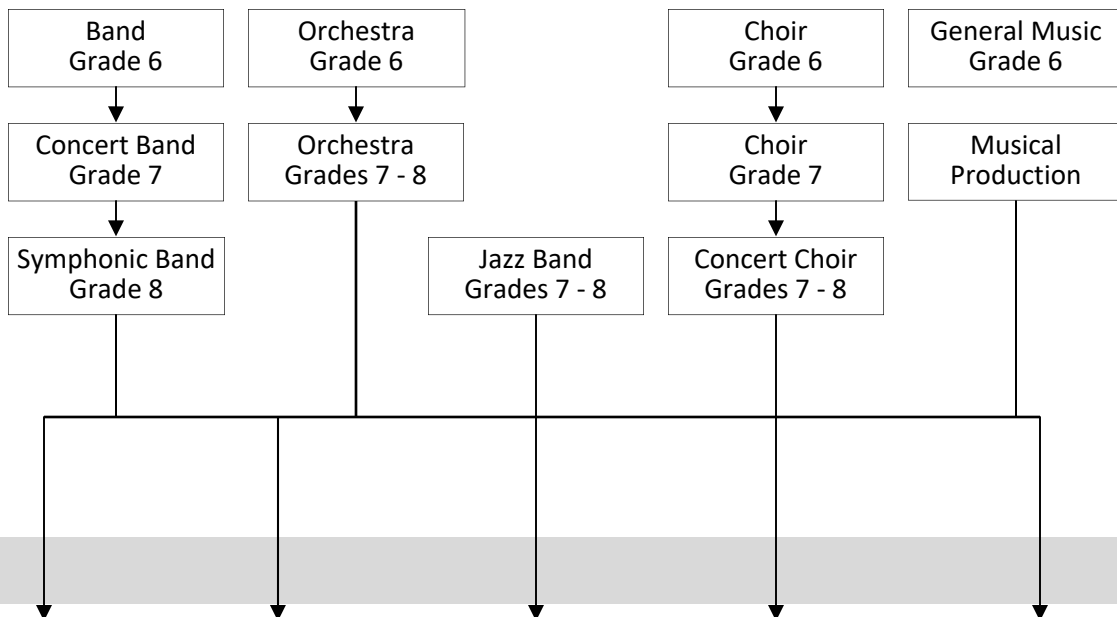 Band
Grade 6
Orchestra
Grade 6
Choir
Grade 6
General Music
Grade 6
Concert Band
Grade 7
Orchestra
Grades 7 - 8
Choir
Grade 7
Musical
Production
Symphonic Band
Grade 8
Jazz Band
Grades 7 - 8
Concert Choir
Grades 7 - 8